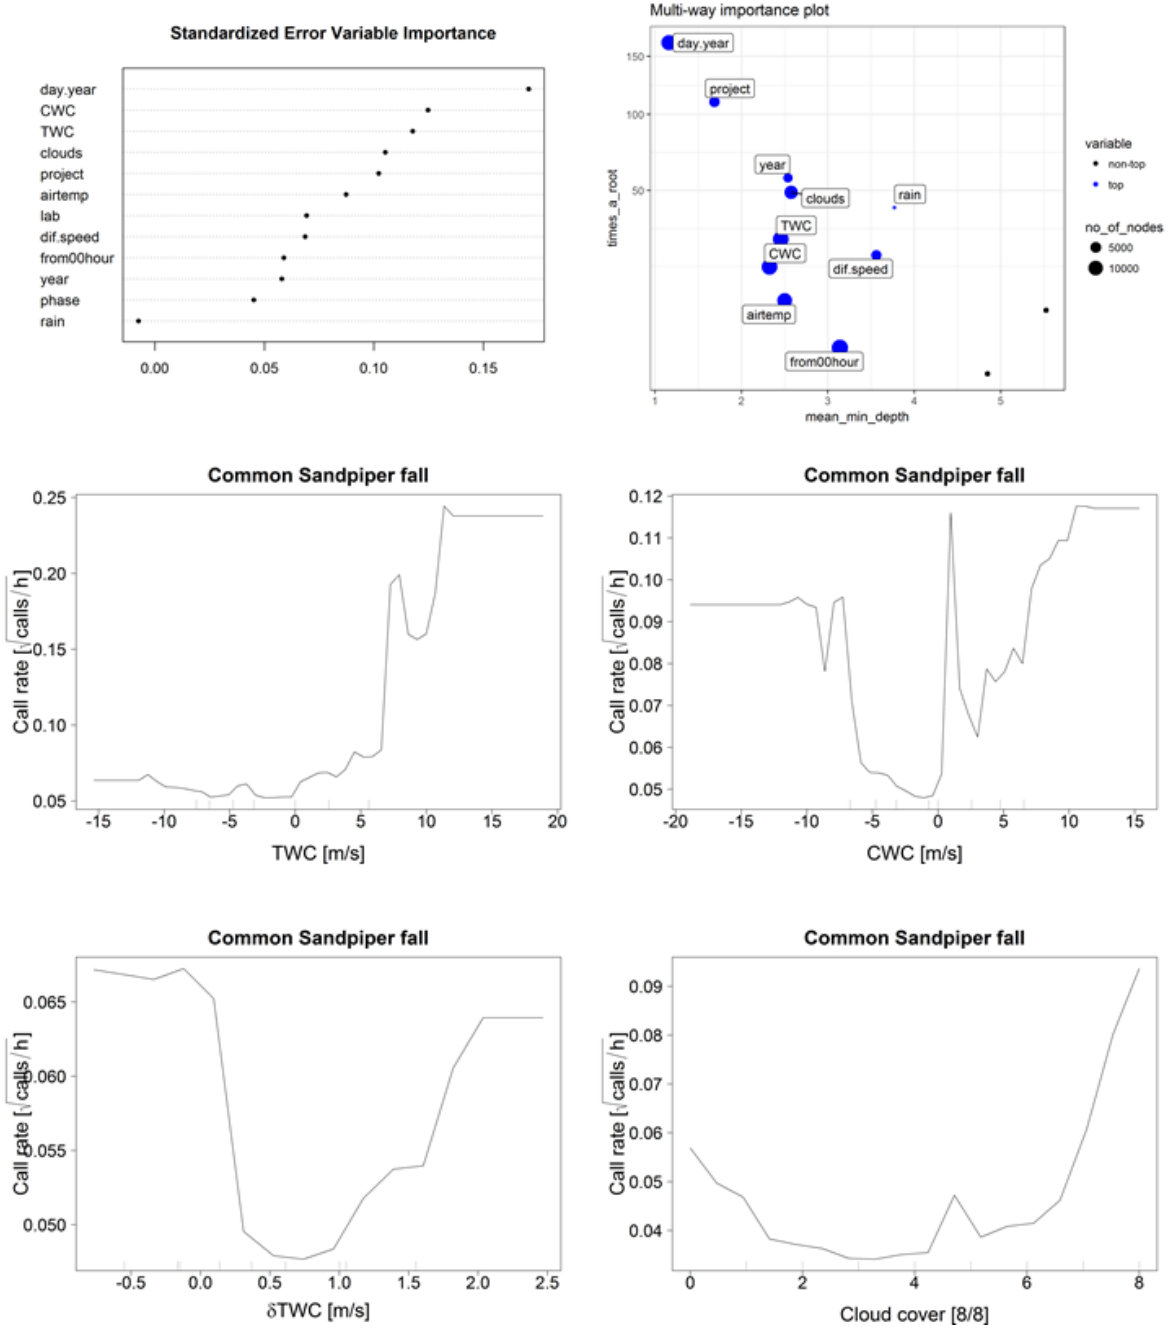 Standardized Error Variable Importance
day.year
CWC
TWC
clouds
project
airtemp
lab
dif.speed
from00hour
year
phase
rain
0.00 0.05 0.10 0.15
Multi-way importance plot
150
100
50
times_a_root
day.year
project
year
clouds
rain
TWC
CWC
dif.speed
airtemp
from00hour
1 2 3 4 5
mean_min_depth
variable
non-top
top
no_of_nodes
5000
10000
Common Sandpiper fall
0.25
0.20
0.15
0.10
0.05
Call rate [√calls/h]
-15 -10 -5 0 5 10 15 20
TWC [m/s]
Common Sandpiper fall
0.12
0.11
0.10
0.09
0.08
0.07
0.06
0.05
Call rate [√calls/h]
-20 -15 -10 -5 0 5 10 15
CWC [m/s]
Common Sandpiper fall
0.065
0.060
0.055
0.050
Call rate [√calls/h]
-0.5 0.0 0.5 1.0 1.5 2.0 2.5
δTWC [m/s]
Common Sandpiper fall
0.09
0.08
0.07
0.06
0.05
0.04
Call rate [√calls/h]
0 2 4 6 8
Cloud cover [8/8]